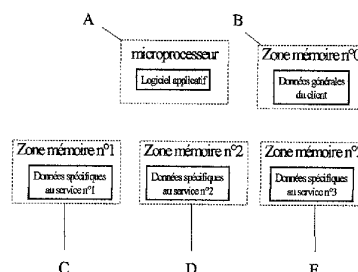 A
B
microprocesseur
Logiciel applicatif
Zone mémoire n°0
Données générales
du client
Zone mémoire n°1
Données spécifiques
au service n°1
Zone mémoire n°2
Données spécifiques
au service n°2
Zone mémoire
Données spécifiques
au service n°3
C
D